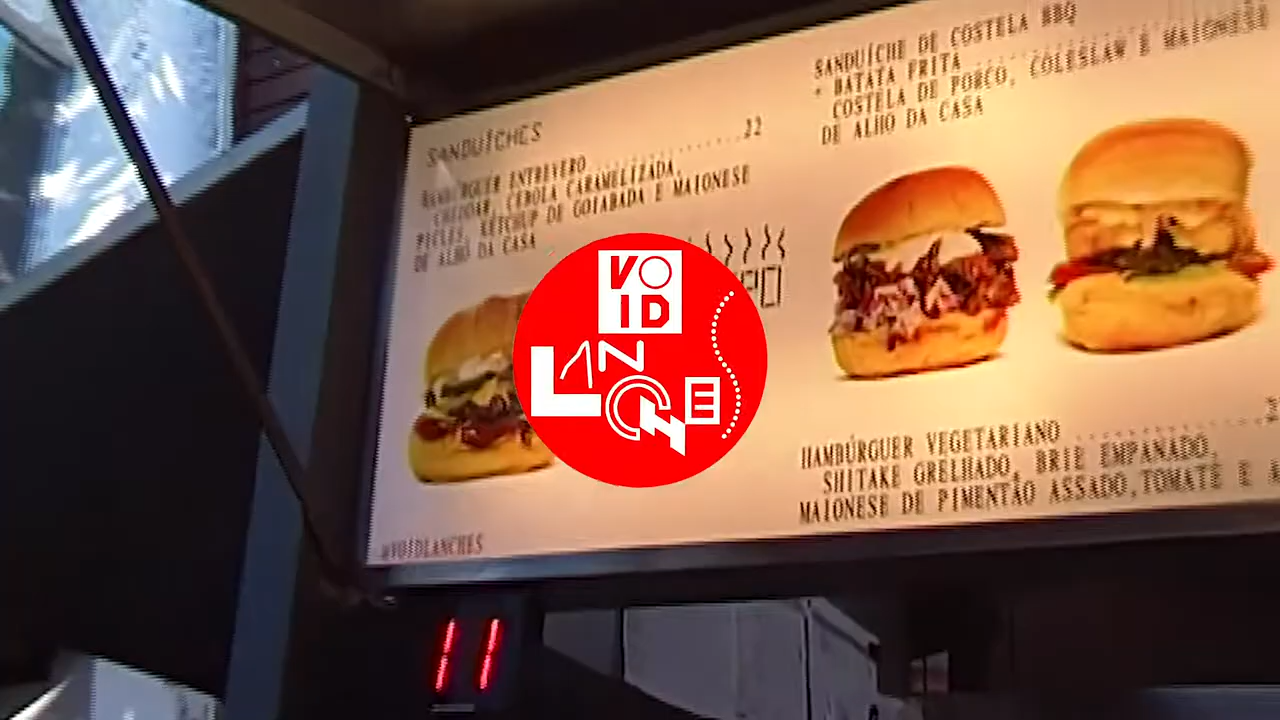 SANDUÍCHES
HAMBÚRGUER ENTREVERO..................22
CHEDDAR, CEBOLA CARAMELIZADA,
PICLES, KETCHUP DE GOIABADA E MAIONESE
DE ALHO DA CASA
@VOIDLANCHES
SANDUÍCHE DE COSTELA BBQ
+ BATATA FRITA
COSTELA DE PORCO, COLESLAW E MAIONESE
DE ALHO DA CASA
HAMBÚRGUER VEGETARIANO
SHITAKE GRELHADO, BRIE EMPANADO,
MAIONESE DE PIMENTÃO ASSADO, TOMATE E
VOID
LANCHES
11